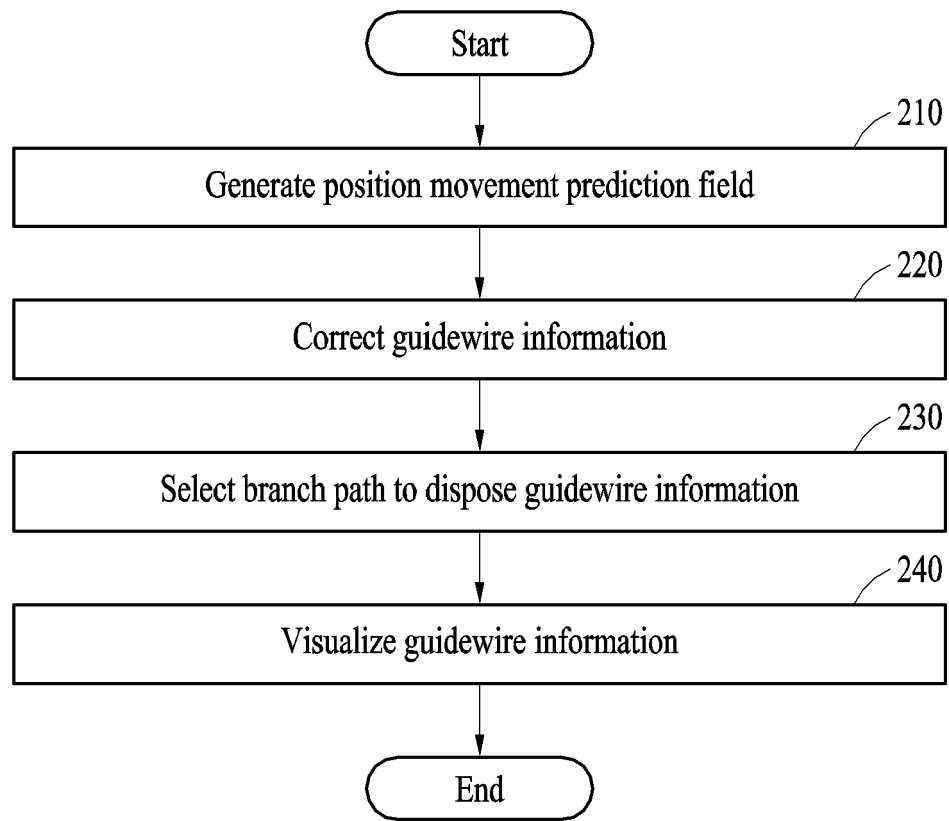 Start
210
Generate position movement prediction field
220
Correct guidewire information
230
Select branch path to dispose guidewire information
240
Visualize guidewire information
End